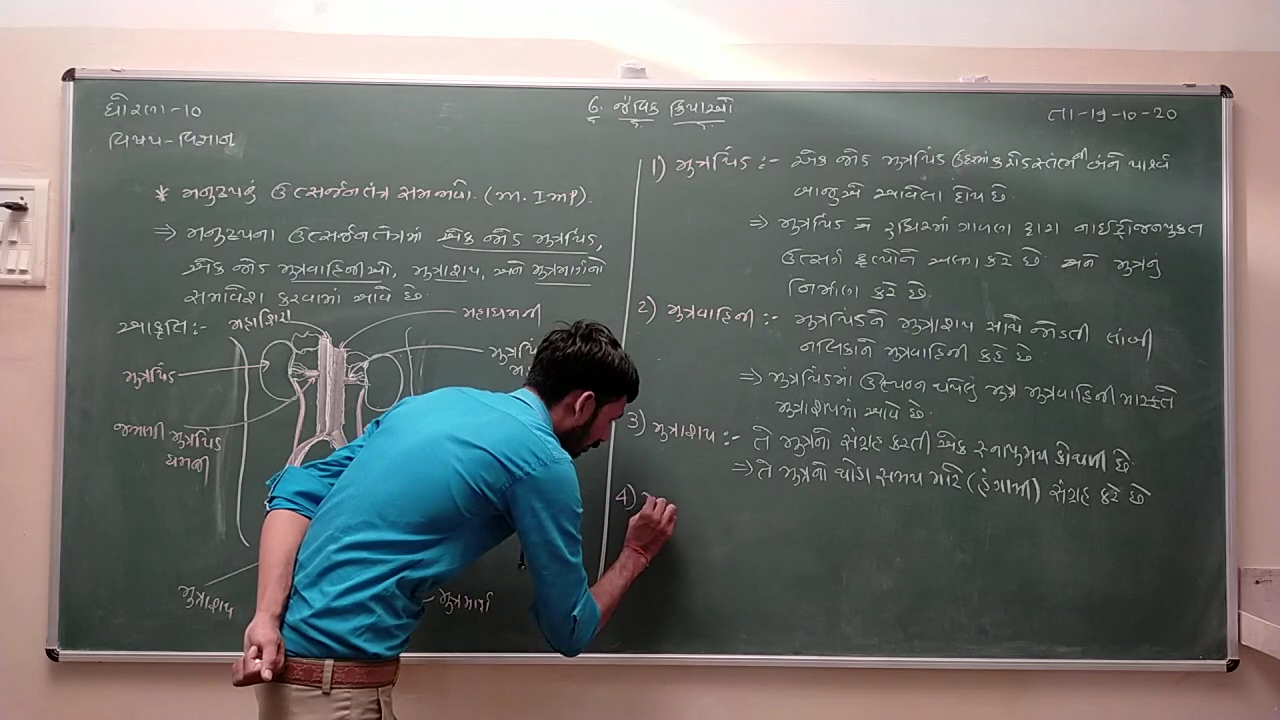 ધોરણ-10
વિષય-વિજ્ઞાન
6. જૈવિક ક્રિયાઓ
તા-19-10-20
* મનુષ્યનું ઉત્સર્જનતંત્ર સમજાવો. (M. IMP).
⇒ મનુષ્યના ઉત્સર્જનતંત્રમાં એક જોડ મુત્રપિંડ,
એક જોડ મુત્રવાહિનીઓ, મુત્રાશય, અને મુત્રમાર્ગનો
સમાવેશ કરવામાં આવે છે.
આકૃતિ:-
મહાશિરા
મહાધમની
મુત્રપિંડ
મુત્રપિં
જમણી મુત્રપિંડ
ધમની
મુત્રાશય
મુત્રમાર્ગ
1) મુત્રપિંડ :- એક જોડ મુત્રપિંડ ઉદરમાં કરોડસ્તંભની બંને પાર્શ્વ
બાજુએ આવેલા હોય છે.
⇒ મુત્રપિંડ એ રુધિરમાં ગાળણ દ્વારા નાઈટ્રોજનયુક્ત
ઉત્સર્ગ દ્રવ્યોને અલગ કરે છે અને મુત્રનું
નિર્માણ કરે છે.
2) મુત્રવાહિની :- મુત્રપિંડને મુત્રાશય સાથે જોડતી લાંબી
નલિકાને મુત્રવાહિની કહે છે
⇒ મુત્રપિંડમાં ઉત્પન્ન થયેલું મુત્ર મુત્રવાહિની મારફતે
મુત્રાશયમાં આવે છે.
3) મુત્રાશય :- તે મુત્રનો સંગ્રહ કરતી એક સ્નાયુમય કોથળી છે
⇒ તે મુત્રનો થોડા સમય માટે (હંગામી) સંગ્રહ કરે છે
4)